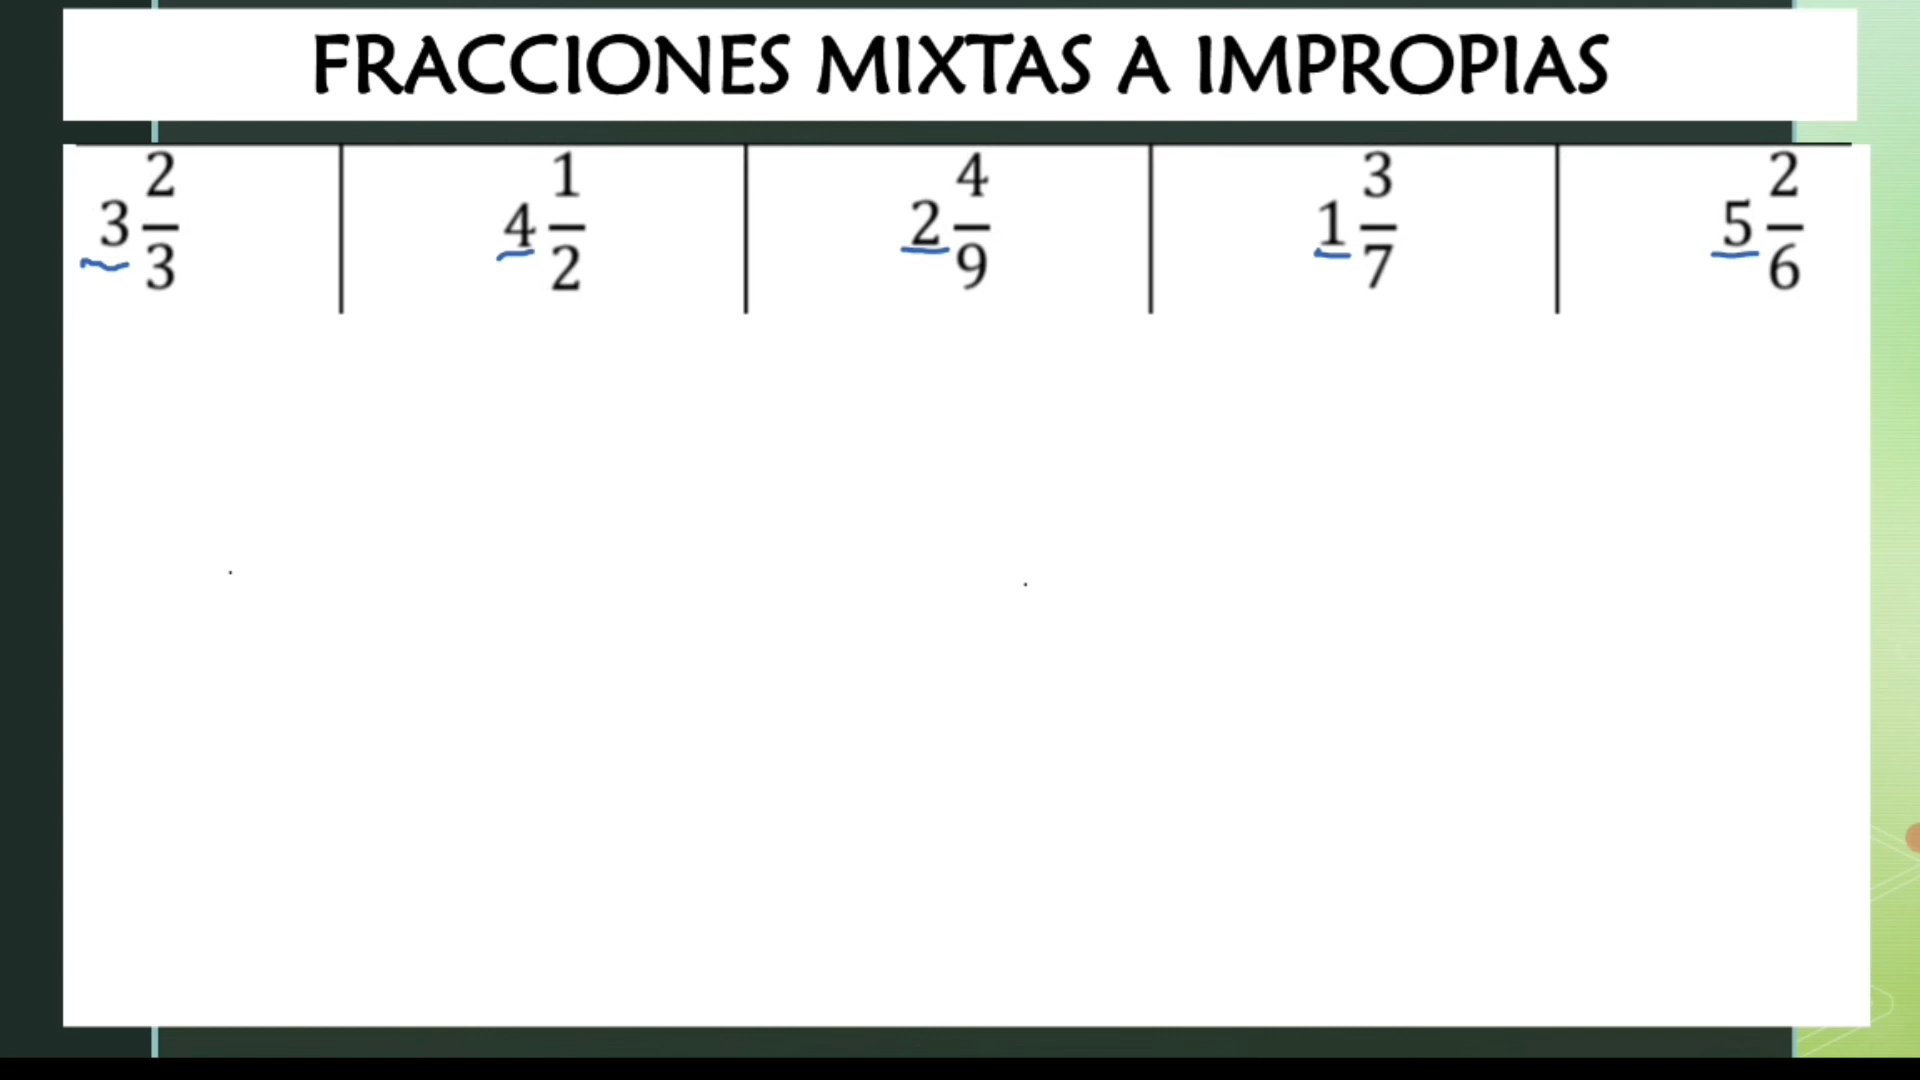 FRACCIONES MIXTAS A IMPROPIAS
3 2/3 4 1/2 2 4/9 1 3/7 5 2/6